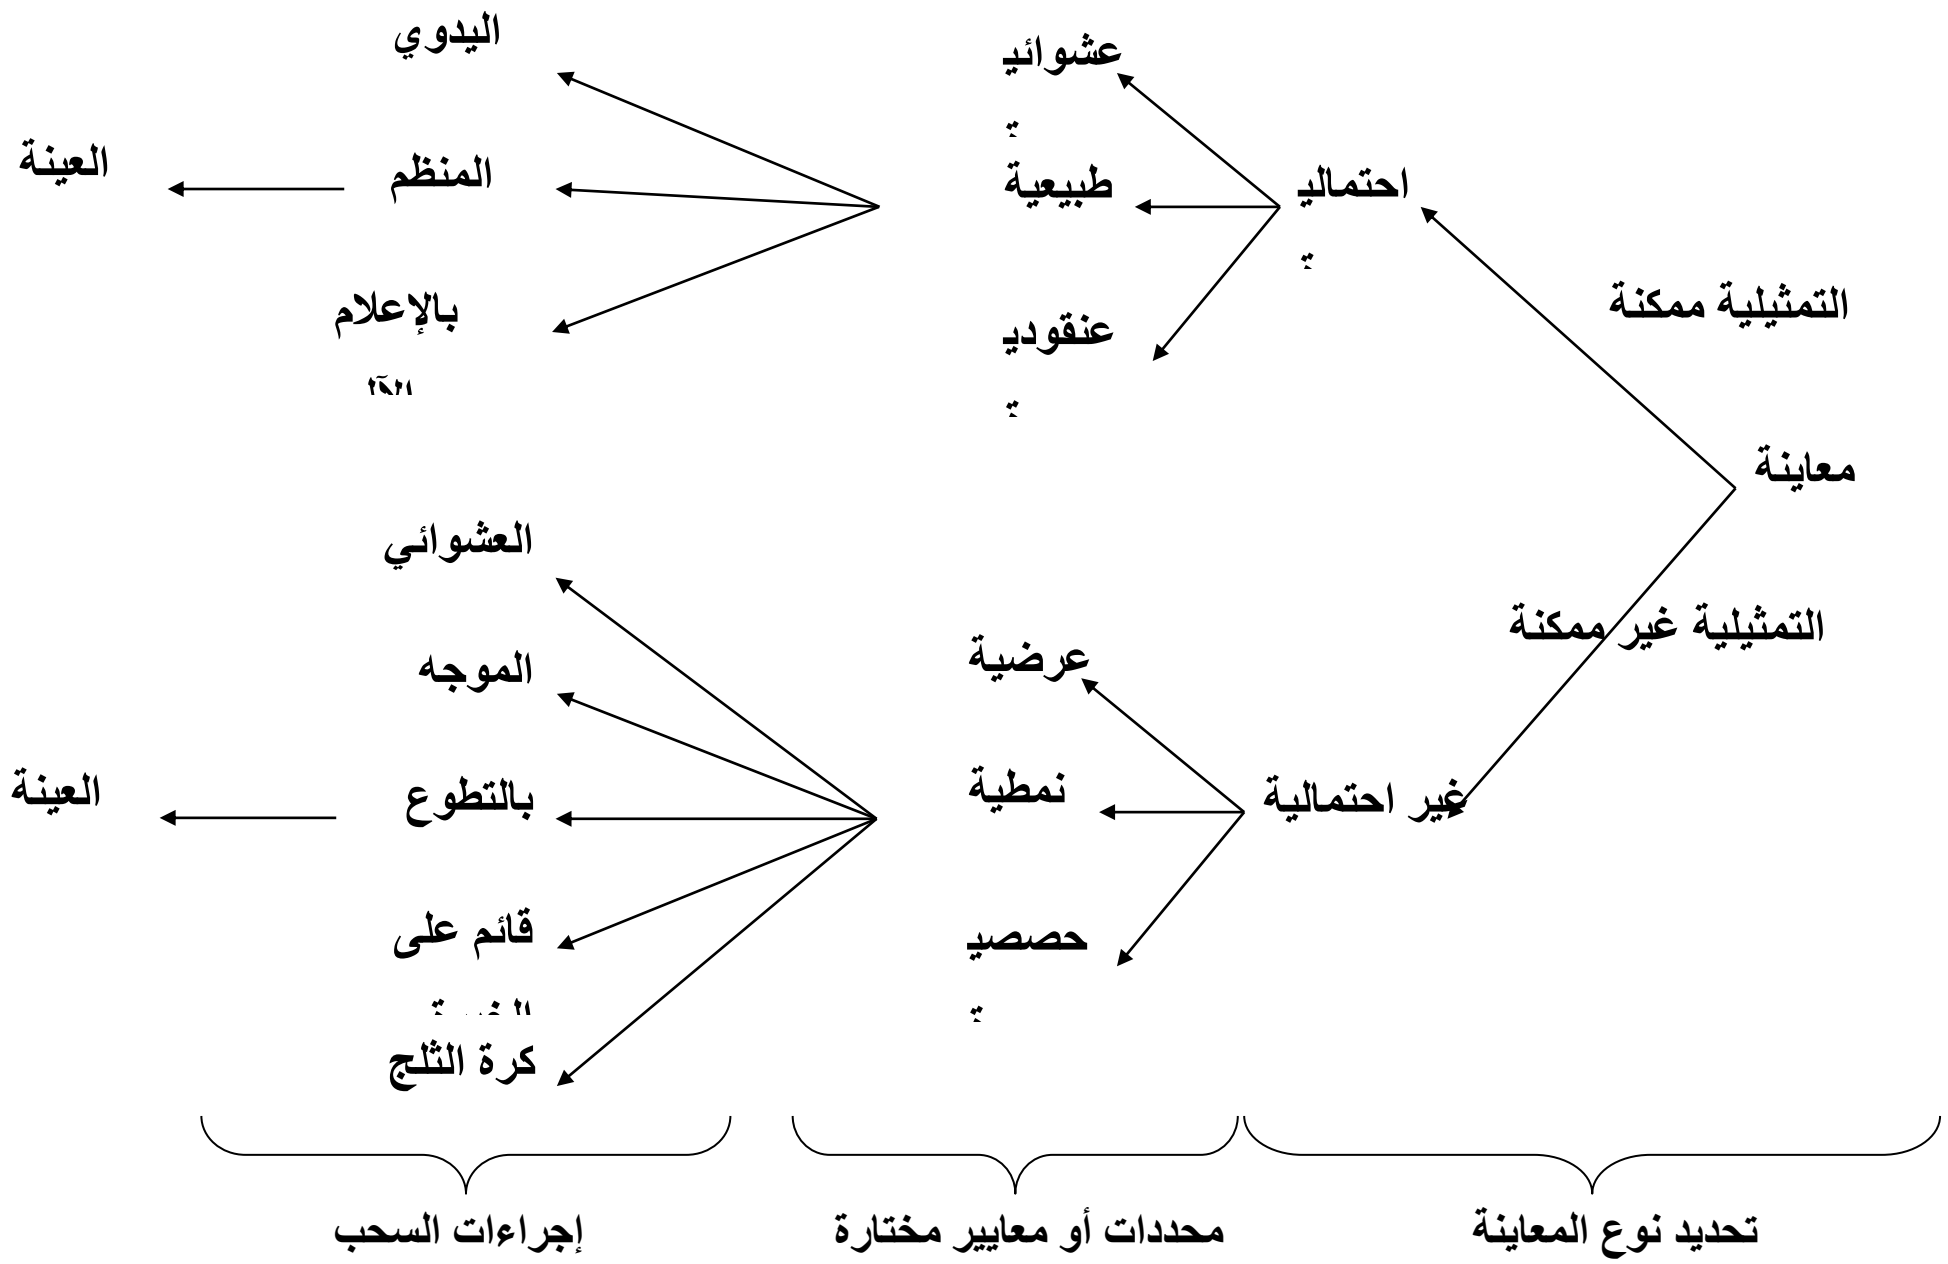 معاينة
التمثيلية ممكنة
التمثيلية غير ممكنة
احتمالي
ة
غير احتمالية
عشوائي
ة
طبيعية
عنقودي
ة
عرضية
نمطية
حصصي
ة
اليدوي
المنظم
بالإعلام
العشوائي
الموجه
بالتطوع
قائم على
كرة الثلج
العينة
العينة
تحديد نوع المعاينة
محددات أو معايير مختارة
إجراءات السحب